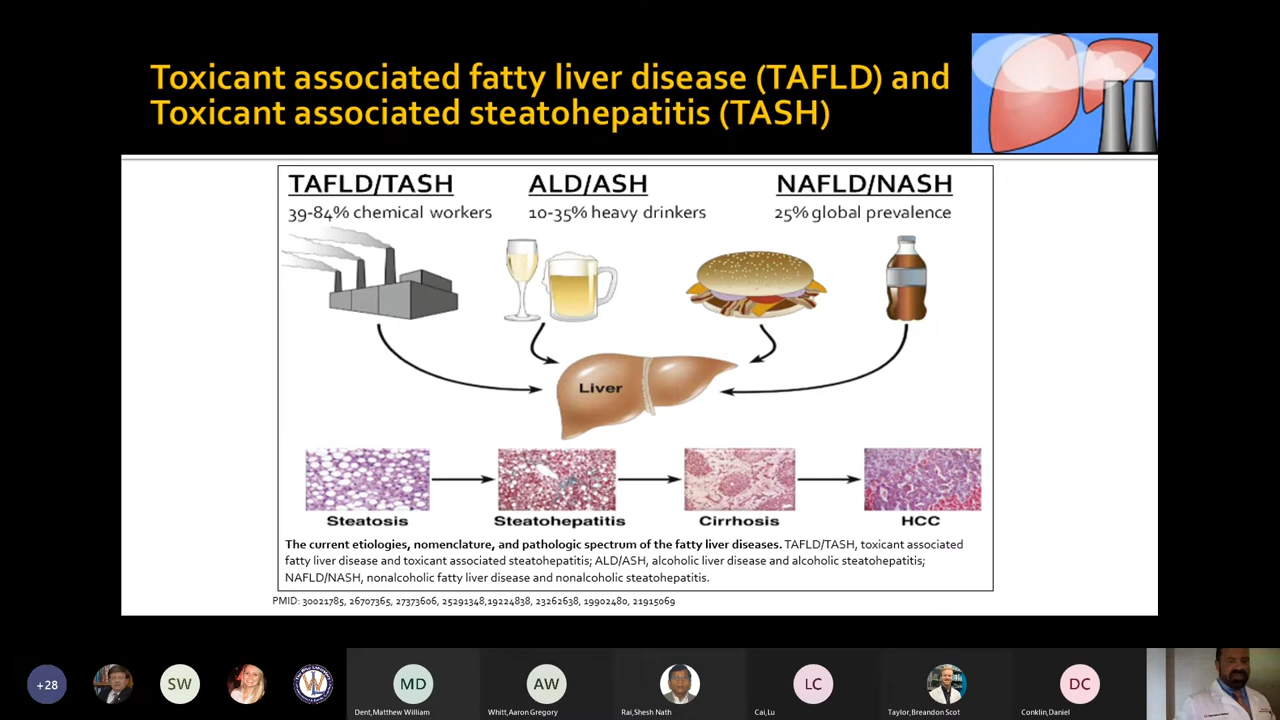 Toxicant associated fatty liver disease (TAFLD) and
Toxicant associated steatohepatitis (TASH)
TAFLD/TASH
39-84% chemical workers
ALD/ASH
10-35% heavy drinkers
NAFLD/NASH
25% global prevalence
Liver
Steatosis
Steatohepatitis
Cirrhosis
HCC
The current etiologies, nomenclature, and pathologic spectrum of the fatty liver diseases. TAFLD/TASH, toxicant associated
fatty liver disease and toxicant associated steatohepatitis; ALD/ASH, alcoholic liver disease and alcoholic steatohepatitis;
NAFLD/NASH, nonalcoholic fatty liver disease and nonalcoholic steatohepatitis.
PMID: 30021785, 26707365, 27373606, 25291348,19224838, 23262638, 19902480, 21915069
+28
SW
MD
AW
LC
DC
Dent,Matthew William
Whitt,Aaron Gregory
Rai,Shesh Nath
Cai,Lu
Taylor,Breandon Scot
Conklin,Daniel